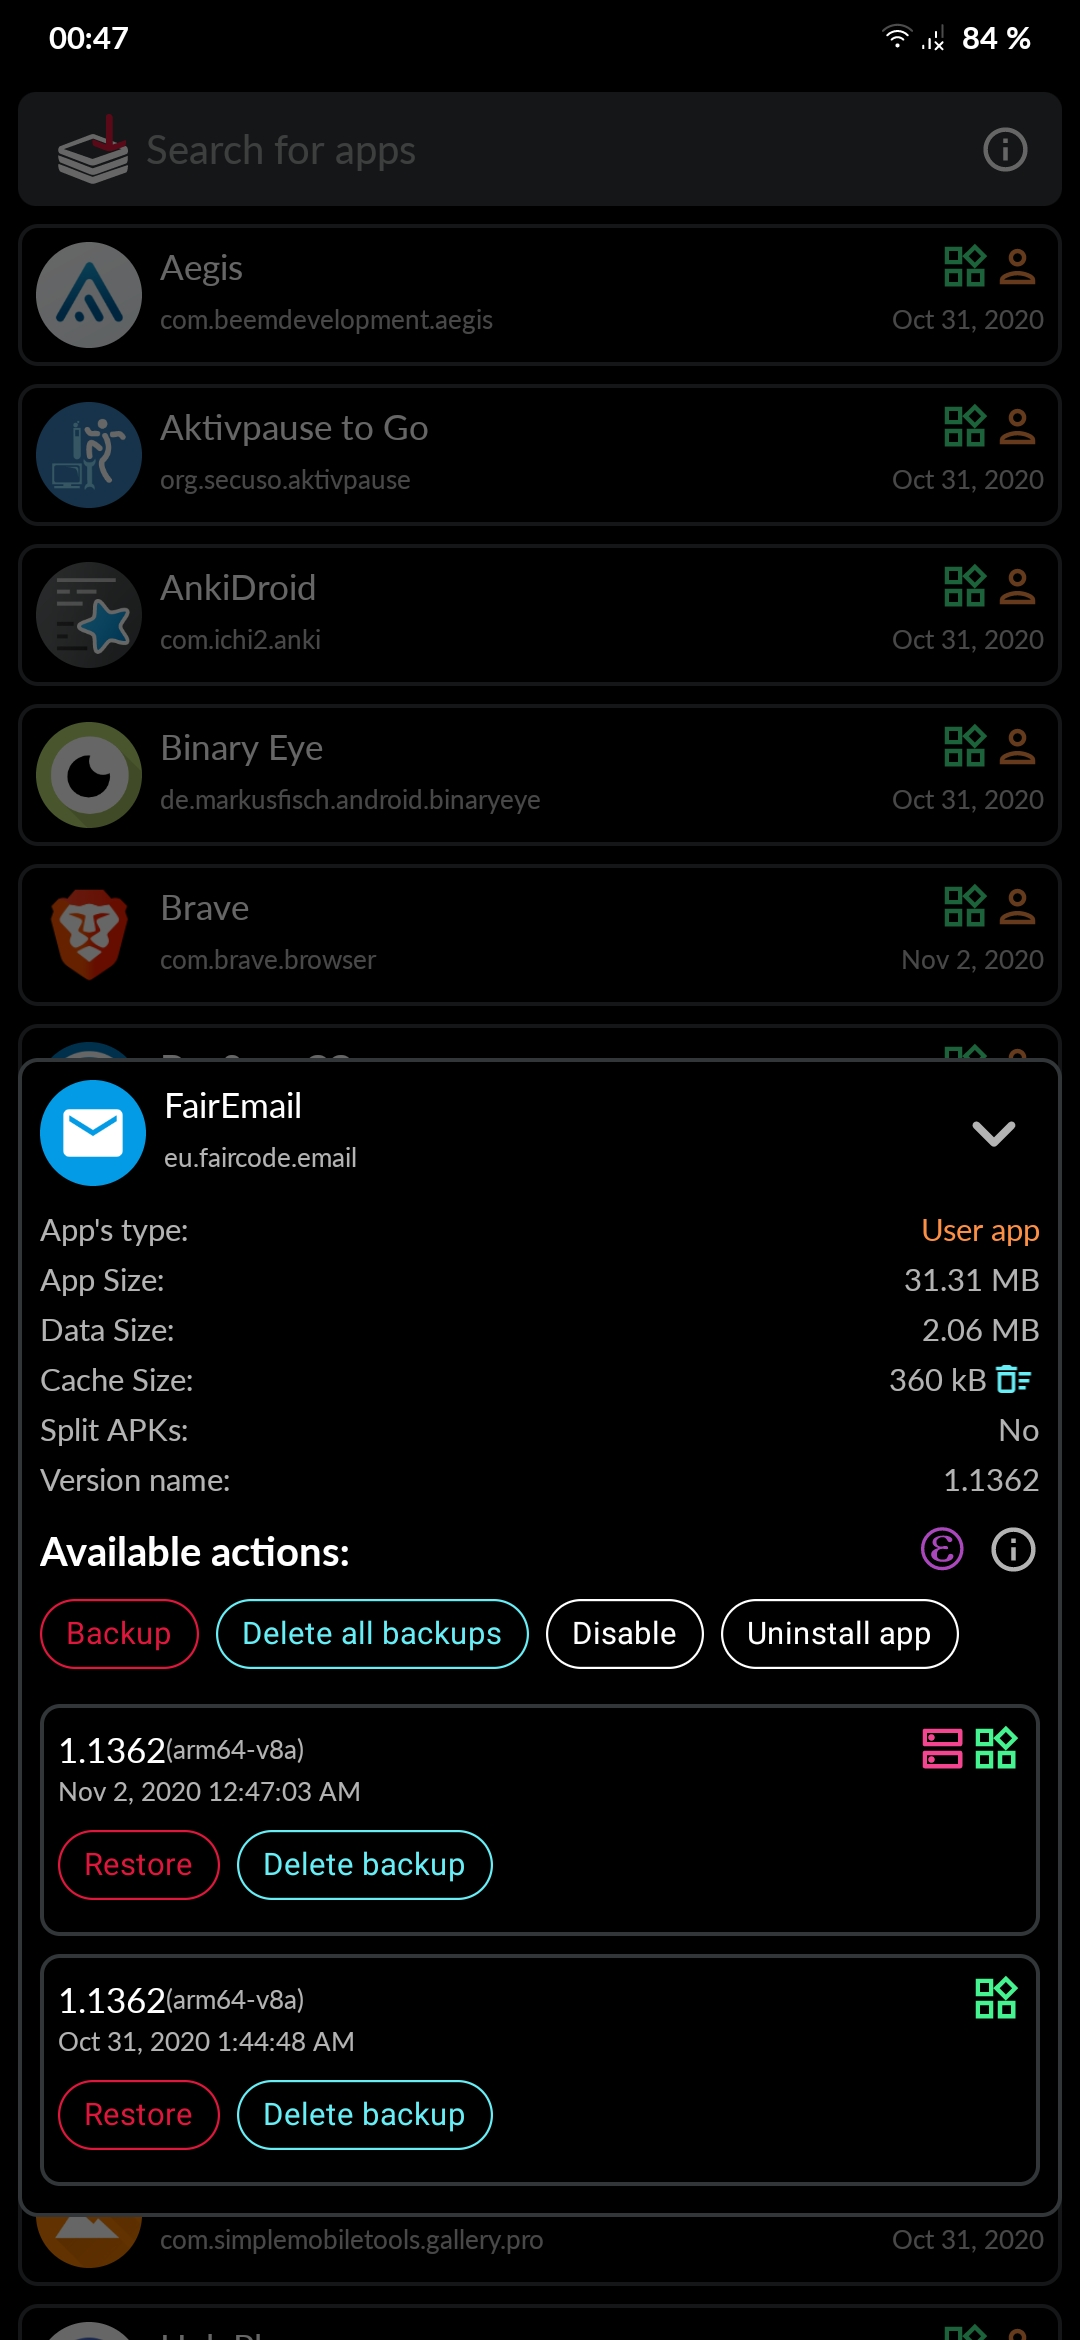 00:47 84 %
Search for apps
Aegis
com.beemdevelopment.aegis Oct 31, 2020
Aktivpause to Go
org.secuso.aktivpause Oct 31, 2020
AnkiDroid
com.ichi2.anki Oct 31, 2020
Binary Eye
de.markusfisch.android.binaryeye Oct 31, 2020
Brave
com.brave.browser Nov 2, 2020
FairEmail
eu.faircode.email
App's type: User app
App Size: 31.31 MB
Data Size: 2.06 MB
Cache Size: 360 kB
Split APKs: No
Version name: 1.1362
Available actions:
Backup Delete all backups Disable Uninstall app
1.1362(arm64-v8a)
Nov 2, 2020 12:47:03 AM
Restore Delete backup
1.1362(arm64-v8a)
Oct 31, 2020 1:44:48 AM
Restore Delete backup
com.simplemobiletools.gallery.pro Oct 31, 2020